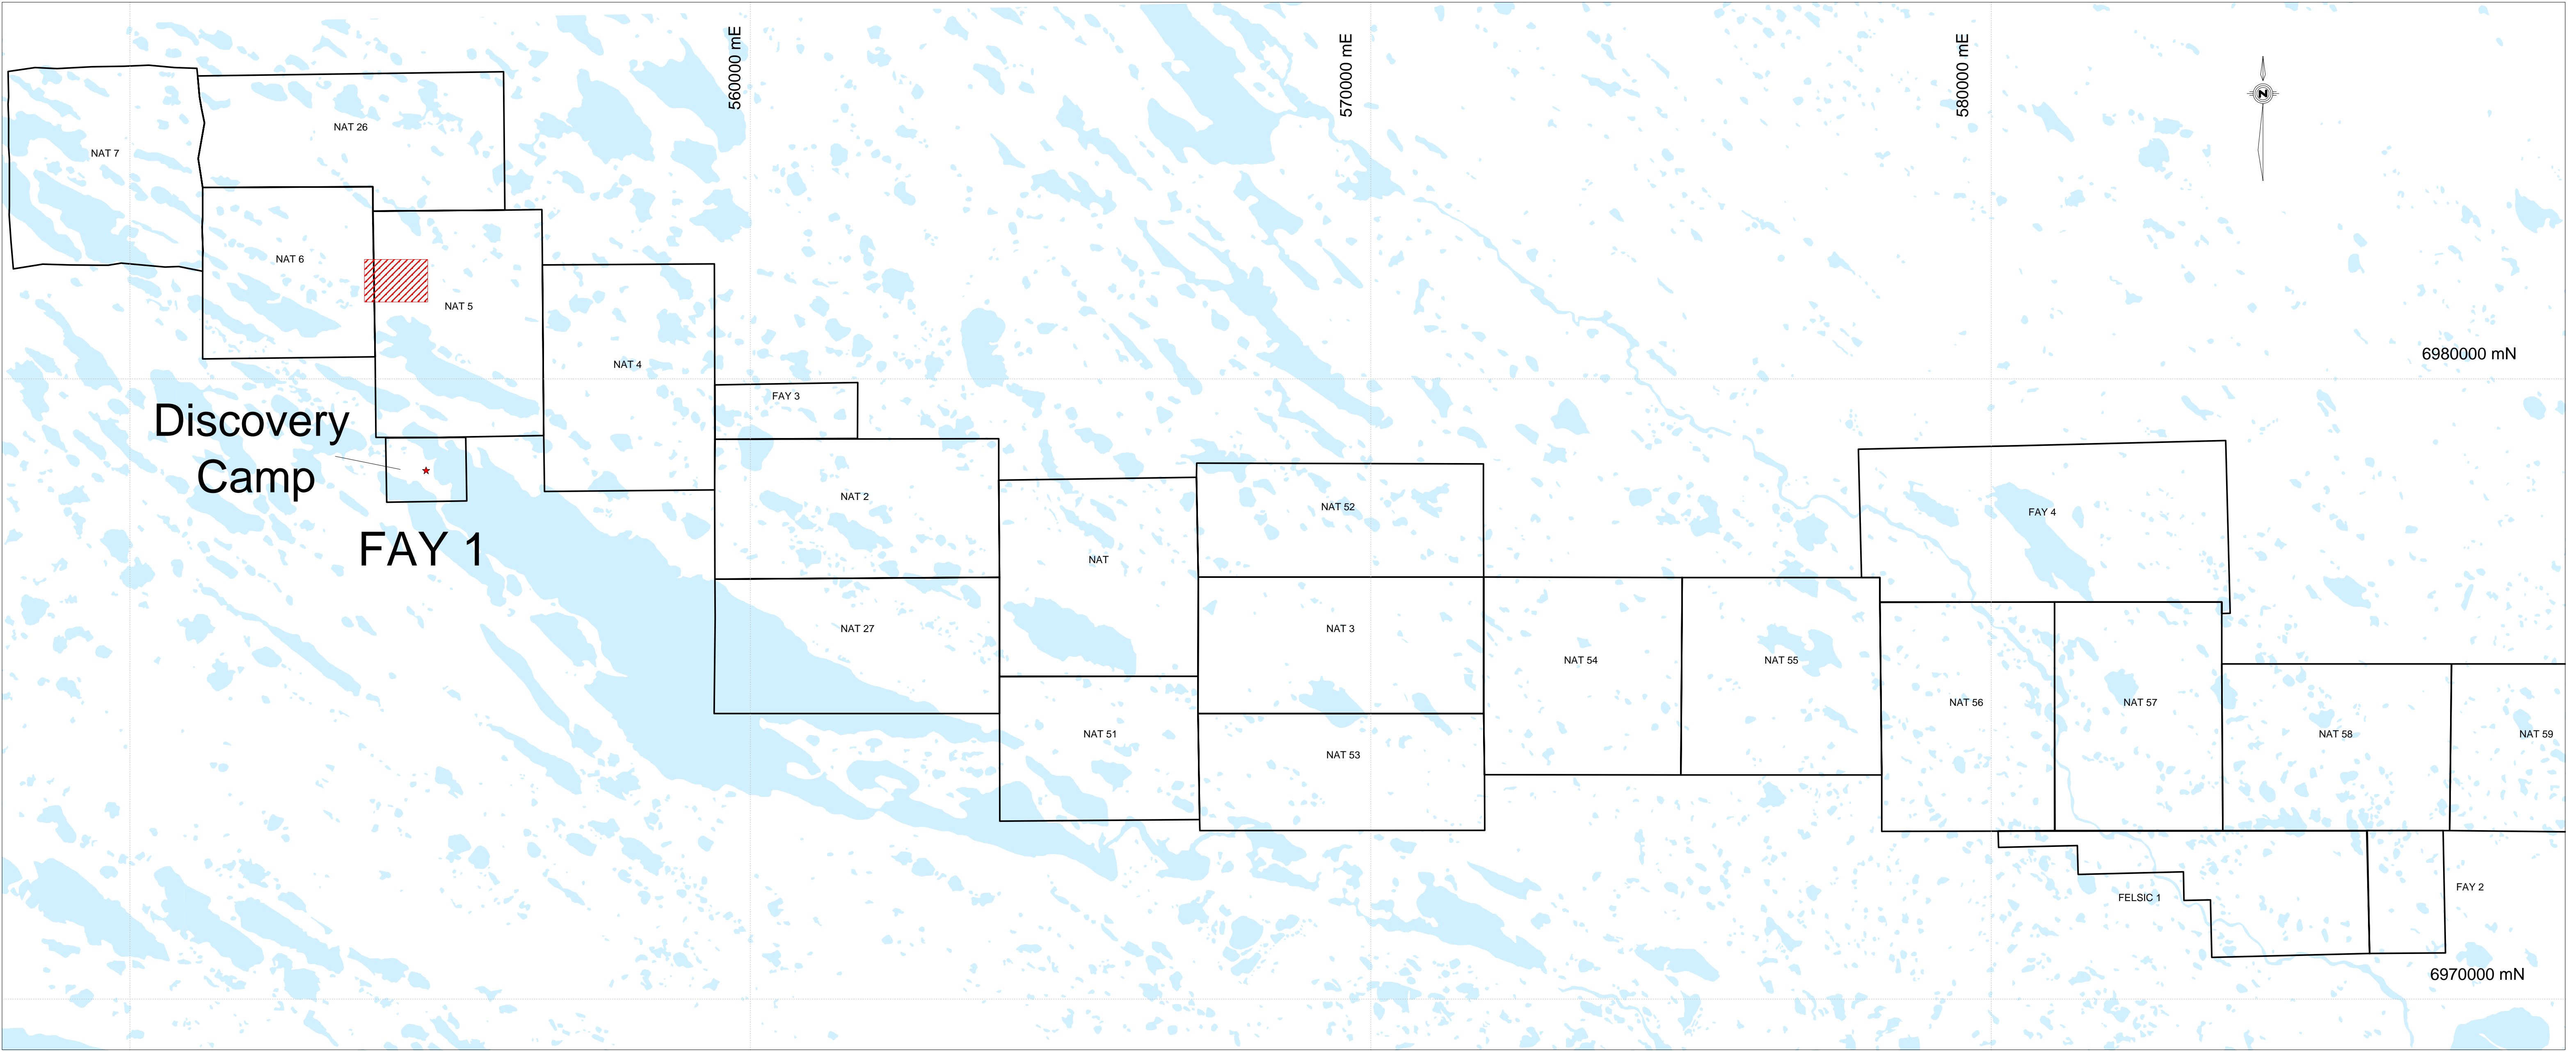 560000 mE
570000 mE
580000 mE
N
NAT 26
NAT 7
NAT 6
NAT 5
6980000 mN
NAT 4
FAY 3
Discovery
Camp
NAT 2
NAT 52
FAY 4
FAY 1
NAT
NAT 27
NAT 3
NAT 54
NAT 55
NAT 56
NAT 57
NAT 51
NAT 58
NAT 59
NAT 53
FAY 2
FELSIC 1
6970000 mN